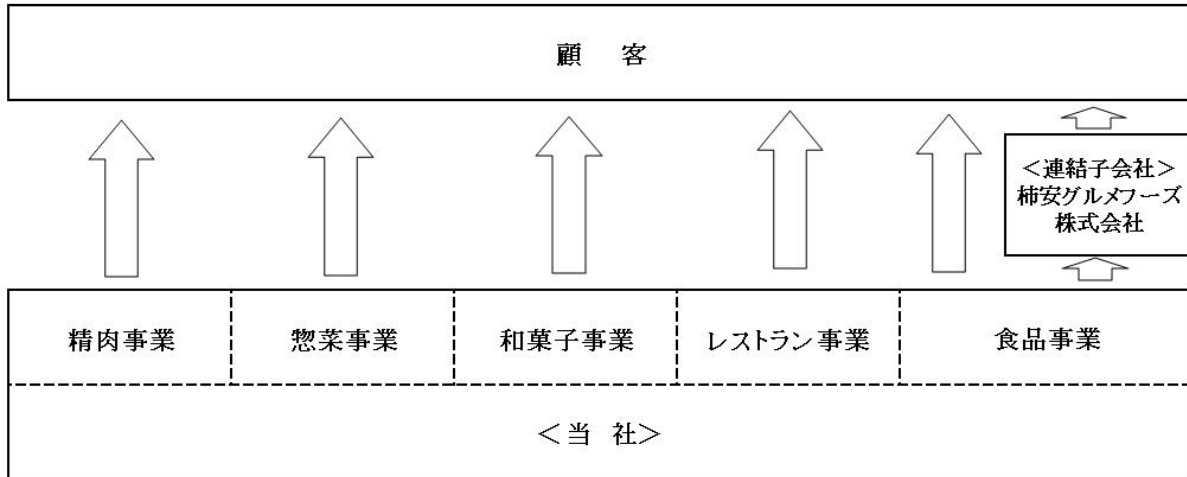 顧 客
＜連結子会社＞
柿安グルメフーズ
株式会社
精肉事業
惣菜事業
和菓子事業
レストラン事業
食品事業
＜当 社＞